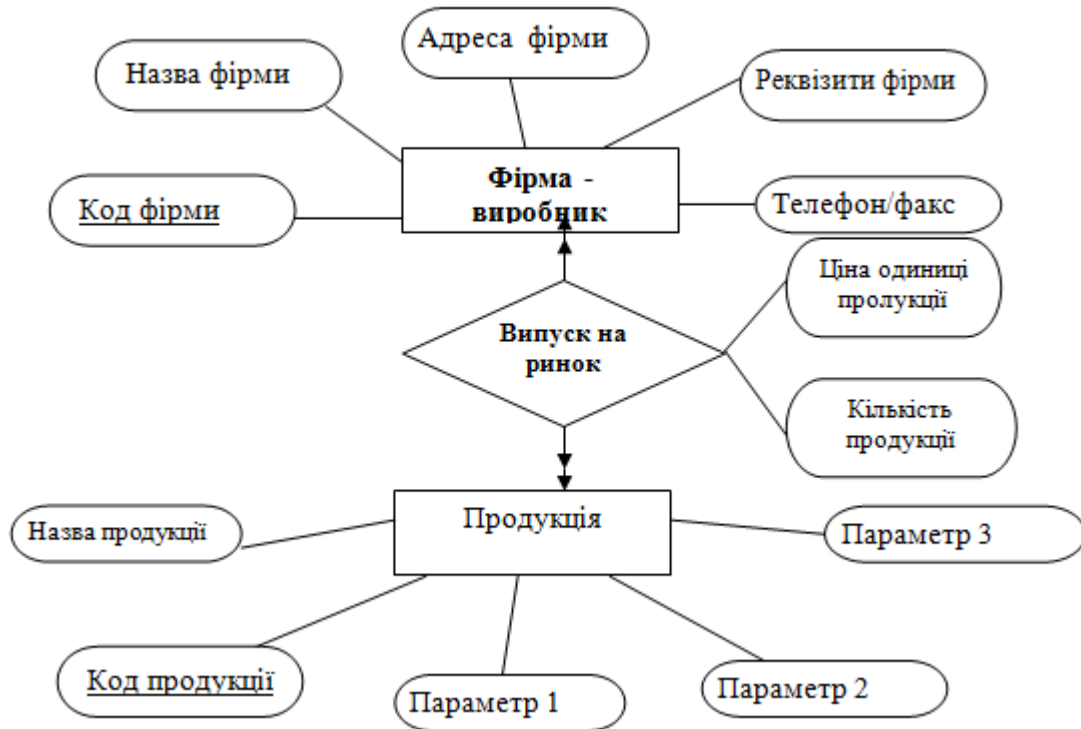 Адреса фірми
Назва фірми
Реквізити фірми
Фірма -
виробник
Код фірми
Телефон/факс
Ціна одиниці
пролукції
Випуск на
ринок
Кількість
продукції
Назва продукції
Продукція
Параметр 3
Код продукції
Параметр 1
Параметр 2